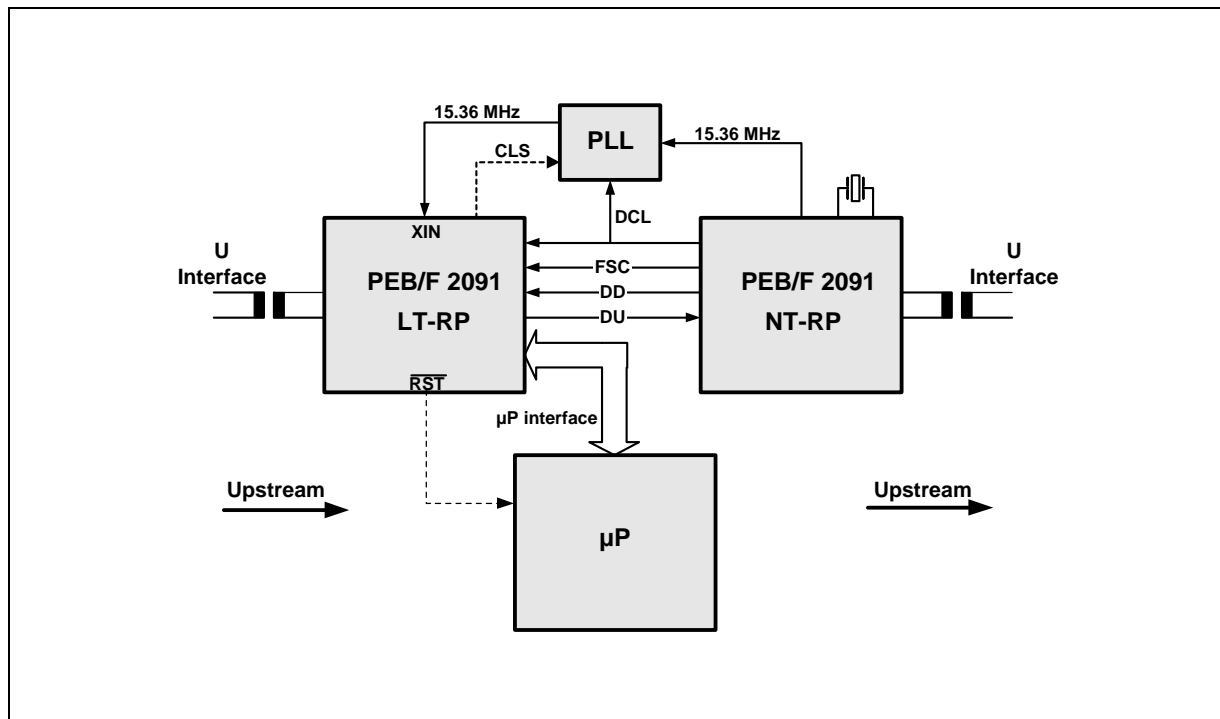 15.36 MHz
PLL
15.36 MHz
CLS
DCL
XIN
U
Interface
PEB/F 2091
LT-RP
FSC
DD
DU
PEB/F 2091
NT-RP
U
Interface
RST
µP interface
Upstream
µP
Upstream